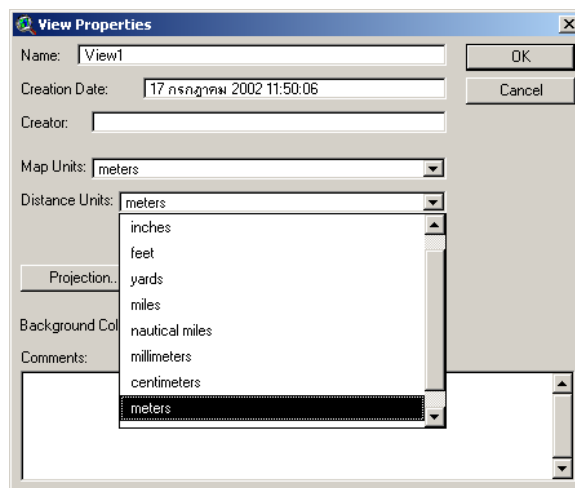 View Properties
Name: View1
OK
Creation Date: 17 กรกฎาคม 2002 11:50:06
Cancel
Creator:
Map Units: meters
Distance Units: meters
inches
feet
yards
miles
nautical miles
millimeters
centimeters
meters
Projection..
Background Col
Comments: